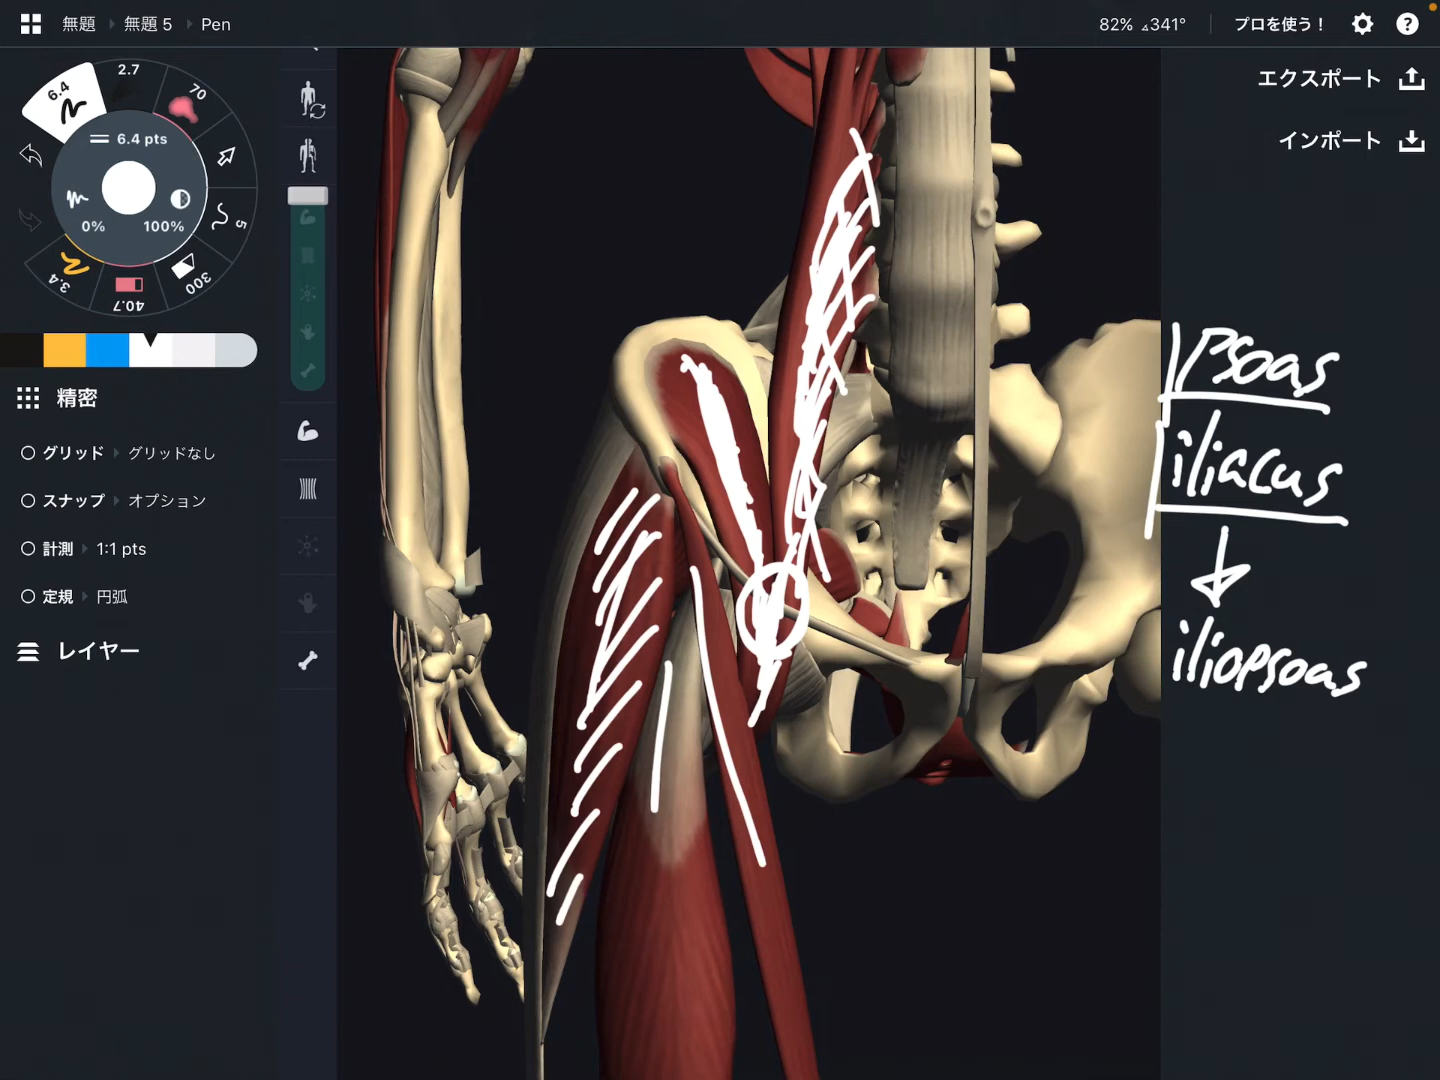 無題 無題 5 Pen
82% ⊿341°
プロを使う！
エクスポート
インポート
2.7
6.4
70
6.4 pts
0% 100%
5
300
40.7
3.4
精密
グリッド グリッドなし
スナップ オプション
計測 1:1 pts
定規 円弧
レイヤー
Psoas
iliacus
iliopsoas